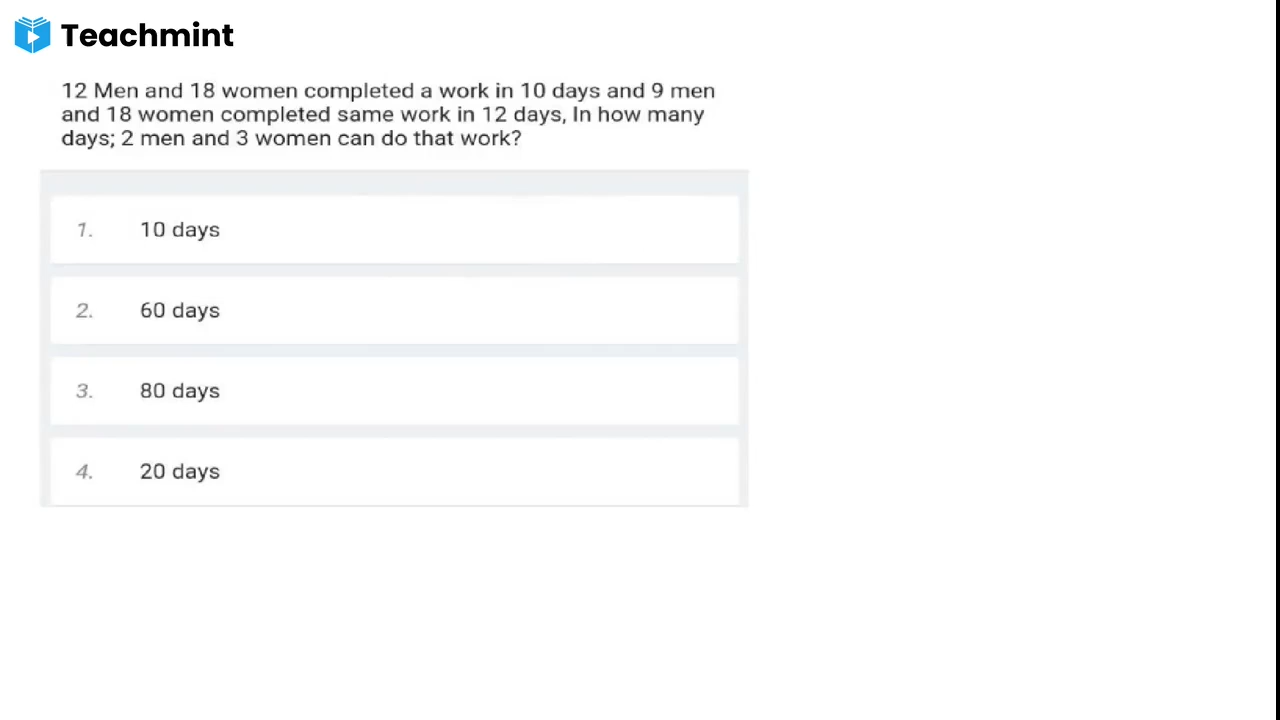 Teachmint
12 Men and 18 women completed a work in 10 days and 9 men
and 18 women completed same work in 12 days, In how many
days; 2 men and 3 women can do that work?
1. 10 days
2. 60 days
3. 80 days
4. 20 days